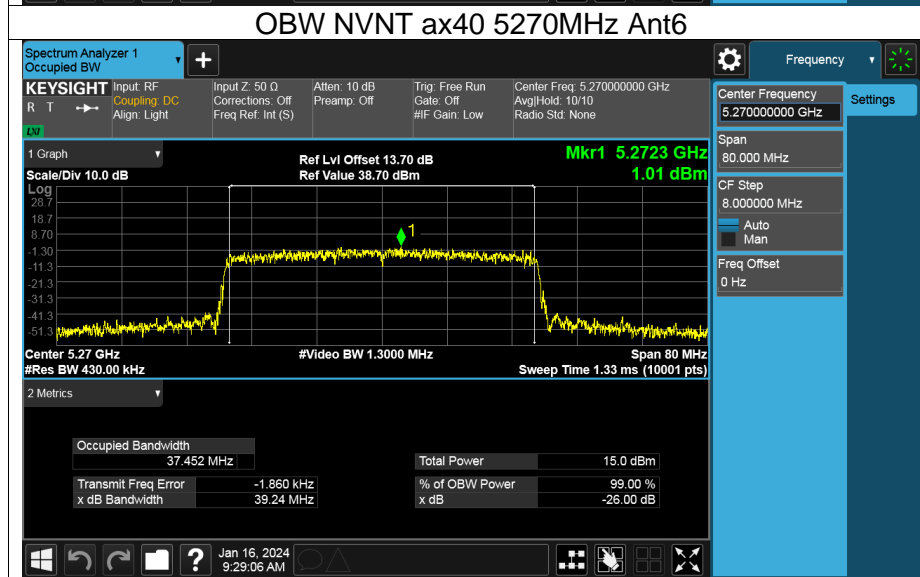 OBW NVNT ax40 5270MHz Ant6
Spectrum Analyzer 1
Occupied BW
+
Frequency
KEYSIGHT
R T
LXI
Input: RF
Coupling: DC
Align: Light
Input Z: 50 Ω
Corrections: Off
Freq Ref: Int (S)
Atten: 10 dB
Preamp: Off
Trig: Free Run
Gate: Off
#IF Gain: Low
Center Freq: 5.270000000 GHz
Avg|Hold: 10/10
Radio Std: None
Center Frequency
5.270000000 GHz
Settings
Span
80.000 MHz
CF Step
8.000000 MHz
Auto
Man
Freq Offset
0 Hz
1 Graph
Scale/Div 10.0 dB
Ref Lvl Offset 13.70 dB
Ref Value 38.70 dBm
Mkr1 5.2723 GHz
1.01 dBm
Log
28.7
18.7
8.70
-1.30
-11.3
-21.3
-31.3
-41.3
-51.3
1
Center 5.27 GHz
#Res BW 430.00 kHz
#Video BW 1.3000 MHz
Span 80 MHz
Sweep Time 1.33 ms (10001 pts)
2 Metrics
Occupied Bandwidth
37.452 MHz
Total Power 15.0 dBm
Transmit Freq Error -1.860 kHz
% of OBW Power 99.00 %
x dB Bandwidth 39.24 MHz
x dB -26.00 dB
?
Jan 16, 2024
9:29:06 AM